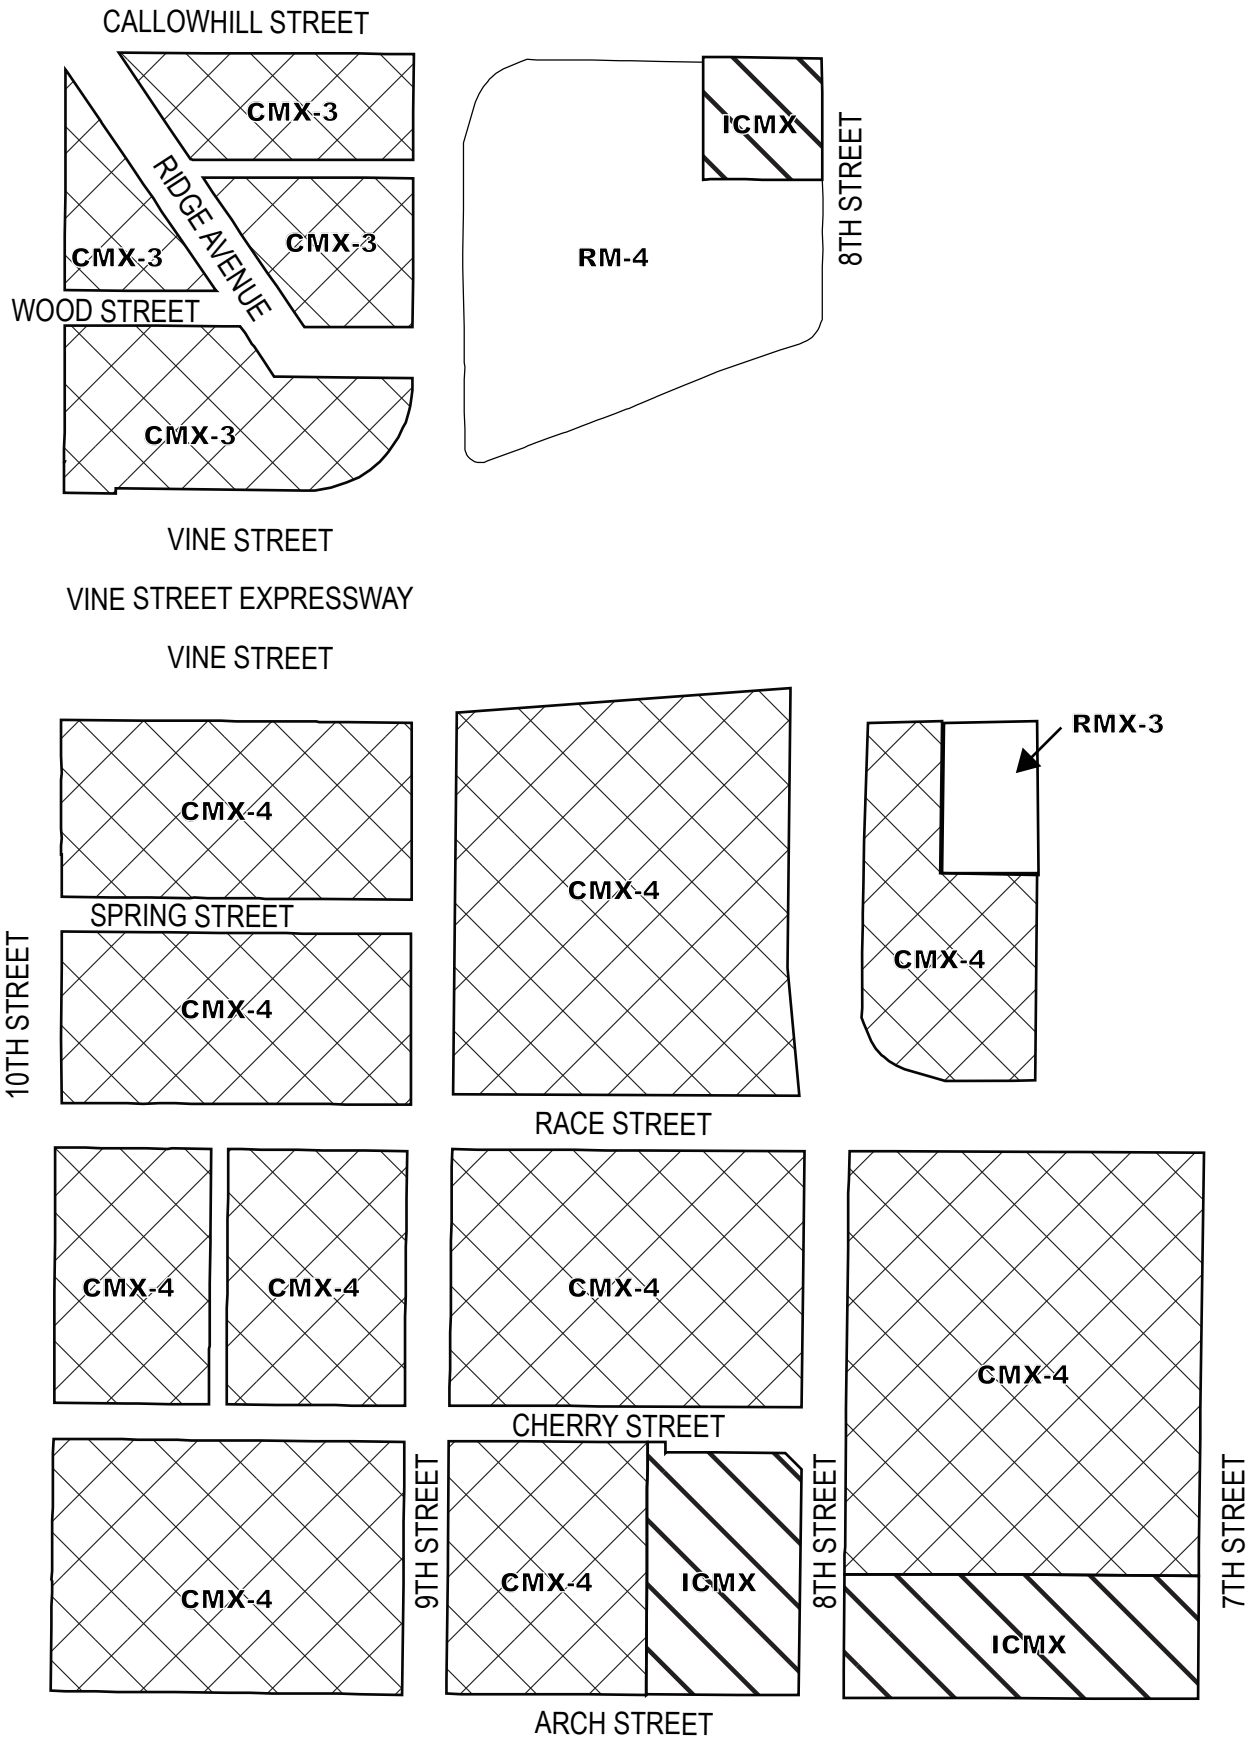 CALLOWHILL STREET
CMX-3
ICMX
8TH STREET
RIDGE AVENUE
CMX-3
CMX-3
RM-4
WOOD STREET
CMX-3
VINE STREET
VINE STREET EXPRESSWAY
VINE STREET
RMX-3
CMX-4
CMX-4
SPRING STREET
CMX-4
10TH STREET
CMX-4
RACE STREET
CMX-4
CMX-4
CMX-4
CMX-4
CHERRY STREET
9TH STREET
8TH STREET
7TH STREET
CMX-4
CMX-4
ICMX
ICMX
ARCH STREET